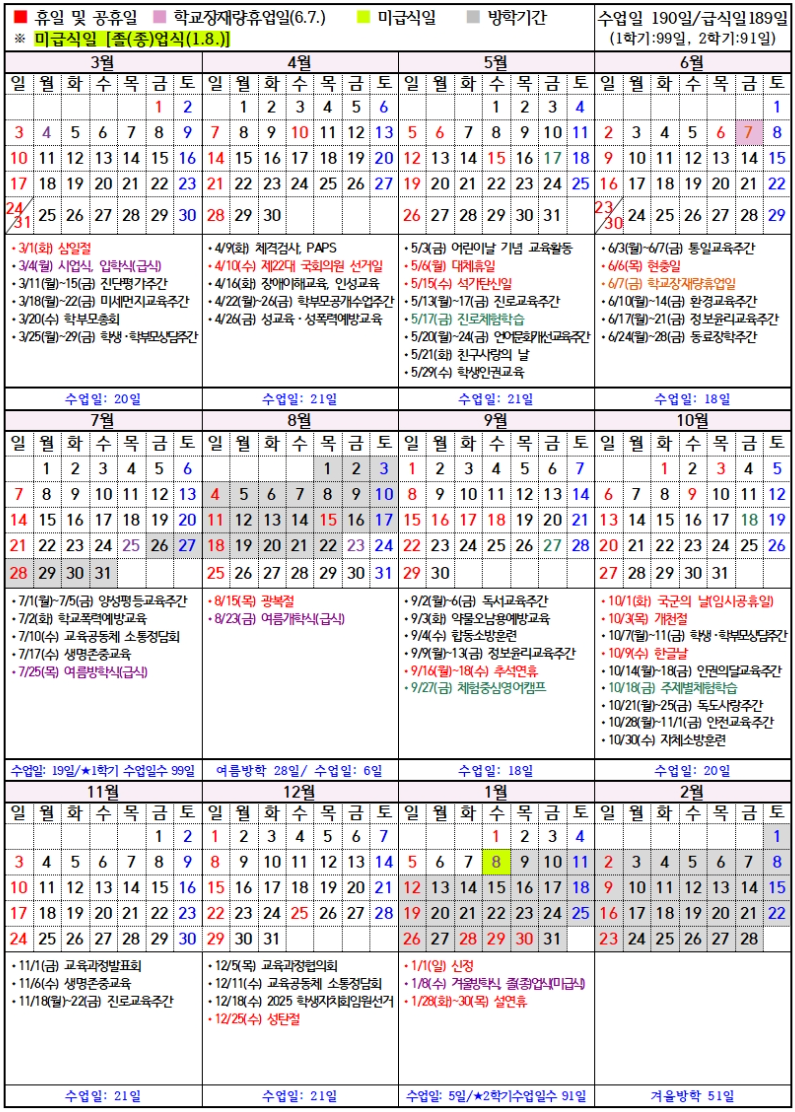 휴일 및 공휴일 학교장재량휴업일(6.7.) 미급식일 방학기간
※ 미급식일 [졸(종)업식(1.8.)]
수업일 190일/급식일189일
(1학기:99일, 2학기:91일)
3월 4월 5월 6월
일 월 화 수 목 금 토 일 월 화 수 목 금 토 일 월 화 수 목 금 토 일 월 화 수 목 금 토
1 2 1 2 3 4 5 6 1 2 3 4 1
3 4 5 6 7 8 9 7 8 9 10 11 12 13 5 6 7 8 9 10 11 2 3 4 5 6 7 8
10 11 12 13 14 15 16 14 15 16 17 18 19 20 12 13 14 15 16 17 18 9 10 11 12 13 14 15
17 18 19 20 21 22 23 21 22 23 24 25 26 27 19 20 21 22 23 24 25 16 17 18 19 20 21 22
24/31 25 26 27 28 29 30 28 29 30 26 27 28 29 30 31 23/30 24 25 26 27 28 29
• 3/1(화) 삼일절
• 3/4(월) 시업식, 입학식(급식)
• 3/11(월)~15(금) 진단평가주간
• 3/18(월)~22(금) 미세먼지교육주간
• 3/20(수) 학부모총회
• 3/25(월)~29(금) 학생·학부모상담주간
• 4/9(화) 체격검사, PAPS
• 4/10(수) 제22대 국회의원 선거일
• 4/16(화) 장애이해교육, 인성교육
• 4/22(월)~26(금) 학부모공개수업주간
• 4/26(금) 성교육·성폭력예방교육
• 5/3(금) 어린이날 기념 교육활동
• 5/6(월) 대체휴일
• 5/15(수) 석가탄신일
• 5/13(월)~17(금) 진로교육주간
• 5/17(금) 진로체험학습
• 5/20(월)~24(금) 언어문화개선교육주간
• 5/21(화) 친구사랑의 날
• 5/29(수) 학생인권교육
• 6/3(월)~6/7(금) 통일교육주간
• 6/6(목) 현충일
• 6/7(금) 학교장재량휴업일
• 6/10(월)~14(금) 환경교육주간
• 6/17(월)~21(금) 정보윤리교육주간
• 6/24(월)~28(금) 동료장학주간
수업일: 20일 수업일: 21일 수업일: 21일 수업일: 18일
7월 8월 9월 10월
일 월 화 수 목 금 토 일 월 화 수 목 금 토 일 월 화 수 목 금 토 일 월 화 수 목 금 토
1 2 3 4 5 6 1 2 3 1 2 3 4 5 6 7 1 2 3 4 5
7 8 9 10 11 12 13 4 5 6 7 8 9 10 8 9 10 11 12 13 14 6 7 8 9 10 11 12
14 15 16 17 18 19 20 11 12 13 14 15 16 17 15 16 17 18 19 20 21 13 14 15 16 17 18 19
21 22 23 24 25 26 27 18 19 20 21 22 23 24 22 23 24 25 26 27 28 20 21 22 23 24 25 26
28 29 30 31 25 26 27 28 29 30 31 29 30 27 28 29 30 31
• 7/1(월)~7/5(금) 양성평등교육주간
• 7/2(화) 학교폭력예방교육
• 7/10(수) 교육공동체 소통정담회
• 7/17(수) 생명존중교육
• 7/25(목) 여름방학식(급식)
• 8/15(목) 광복절
• 8/23(금) 여름개학식(급식)
• 9/2(월)~6(금) 독서교육주간
• 9/3(화) 약물오남용예방교육
• 9/4(수) 합동소방훈련
• 9/9(월)~13(금) 정보윤리교육주간
• 9/16(월)~18(수) 추석연휴
• 9/27(금) 체험중심영어캠프
• 10/1(화) 국군의 날(임시공휴일)
• 10/3(목) 개천절
• 10/7(월)~11(금) 학생·학부모상담주간
• 10/9(수) 한글날
• 10/14(월)~18(금) 인권의달교육주간
• 10/18(금) 주제별체험학습
• 10/21(월)~25(금) 독도사랑주간
• 10/28(월)~11/1(금) 안전교육주간
• 10/30(수) 자체소방훈련
수업일: 19일/★1학기 수업일수 99일 여름방학 28일/ 수업일: 6일 수업일: 18일 수업일: 20일
11월 12월 1월 2월
일 월 화 수 목 금 토 일 월 화 수 목 금 토 일 월 화 수 목 금 토 일 월 화 수 목 금 토
1 2 1 2 3 4 5 6 7 1 2 3 4 1
3 4 5 6 7 8 9 8 9 10 11 12 13 14 5 6 7 8 9 10 11 2 3 4 5 6 7 8
10 11 12 13 14 15 16 15 16 17 18 19 20 21 12 13 14 15 16 17 18 9 10 11 12 13 14 15
17 18 19 20 21 22 23 22 23 24 25 26 27 28 19 20 21 22 23 24 25 16 17 18 19 20 21 22
24 25 26 27 28 29 30 29 30 31 26 27 28 29 30 31 23 24 25 26 27 28
• 11/1(금) 교육과정발표회
• 11/6(수) 생명존중교육
• 11/18(월)~22(금) 진로교육주간
• 12/5(목) 교육과정협의회
• 12/11(수) 교육공동체 소통정담회
• 12/18(수) 2025 학생자치회임원선거
• 12/25(수) 성탄절
• 1/1(일) 신정
• 1/8(수) 겨울방학식, 졸(종)업식(미급식)
• 1/28(화)~30(목) 설연휴
수업일: 21일 수업일: 21일 수업일: 5일/★2학기수업일수 91일 겨울방학 51일